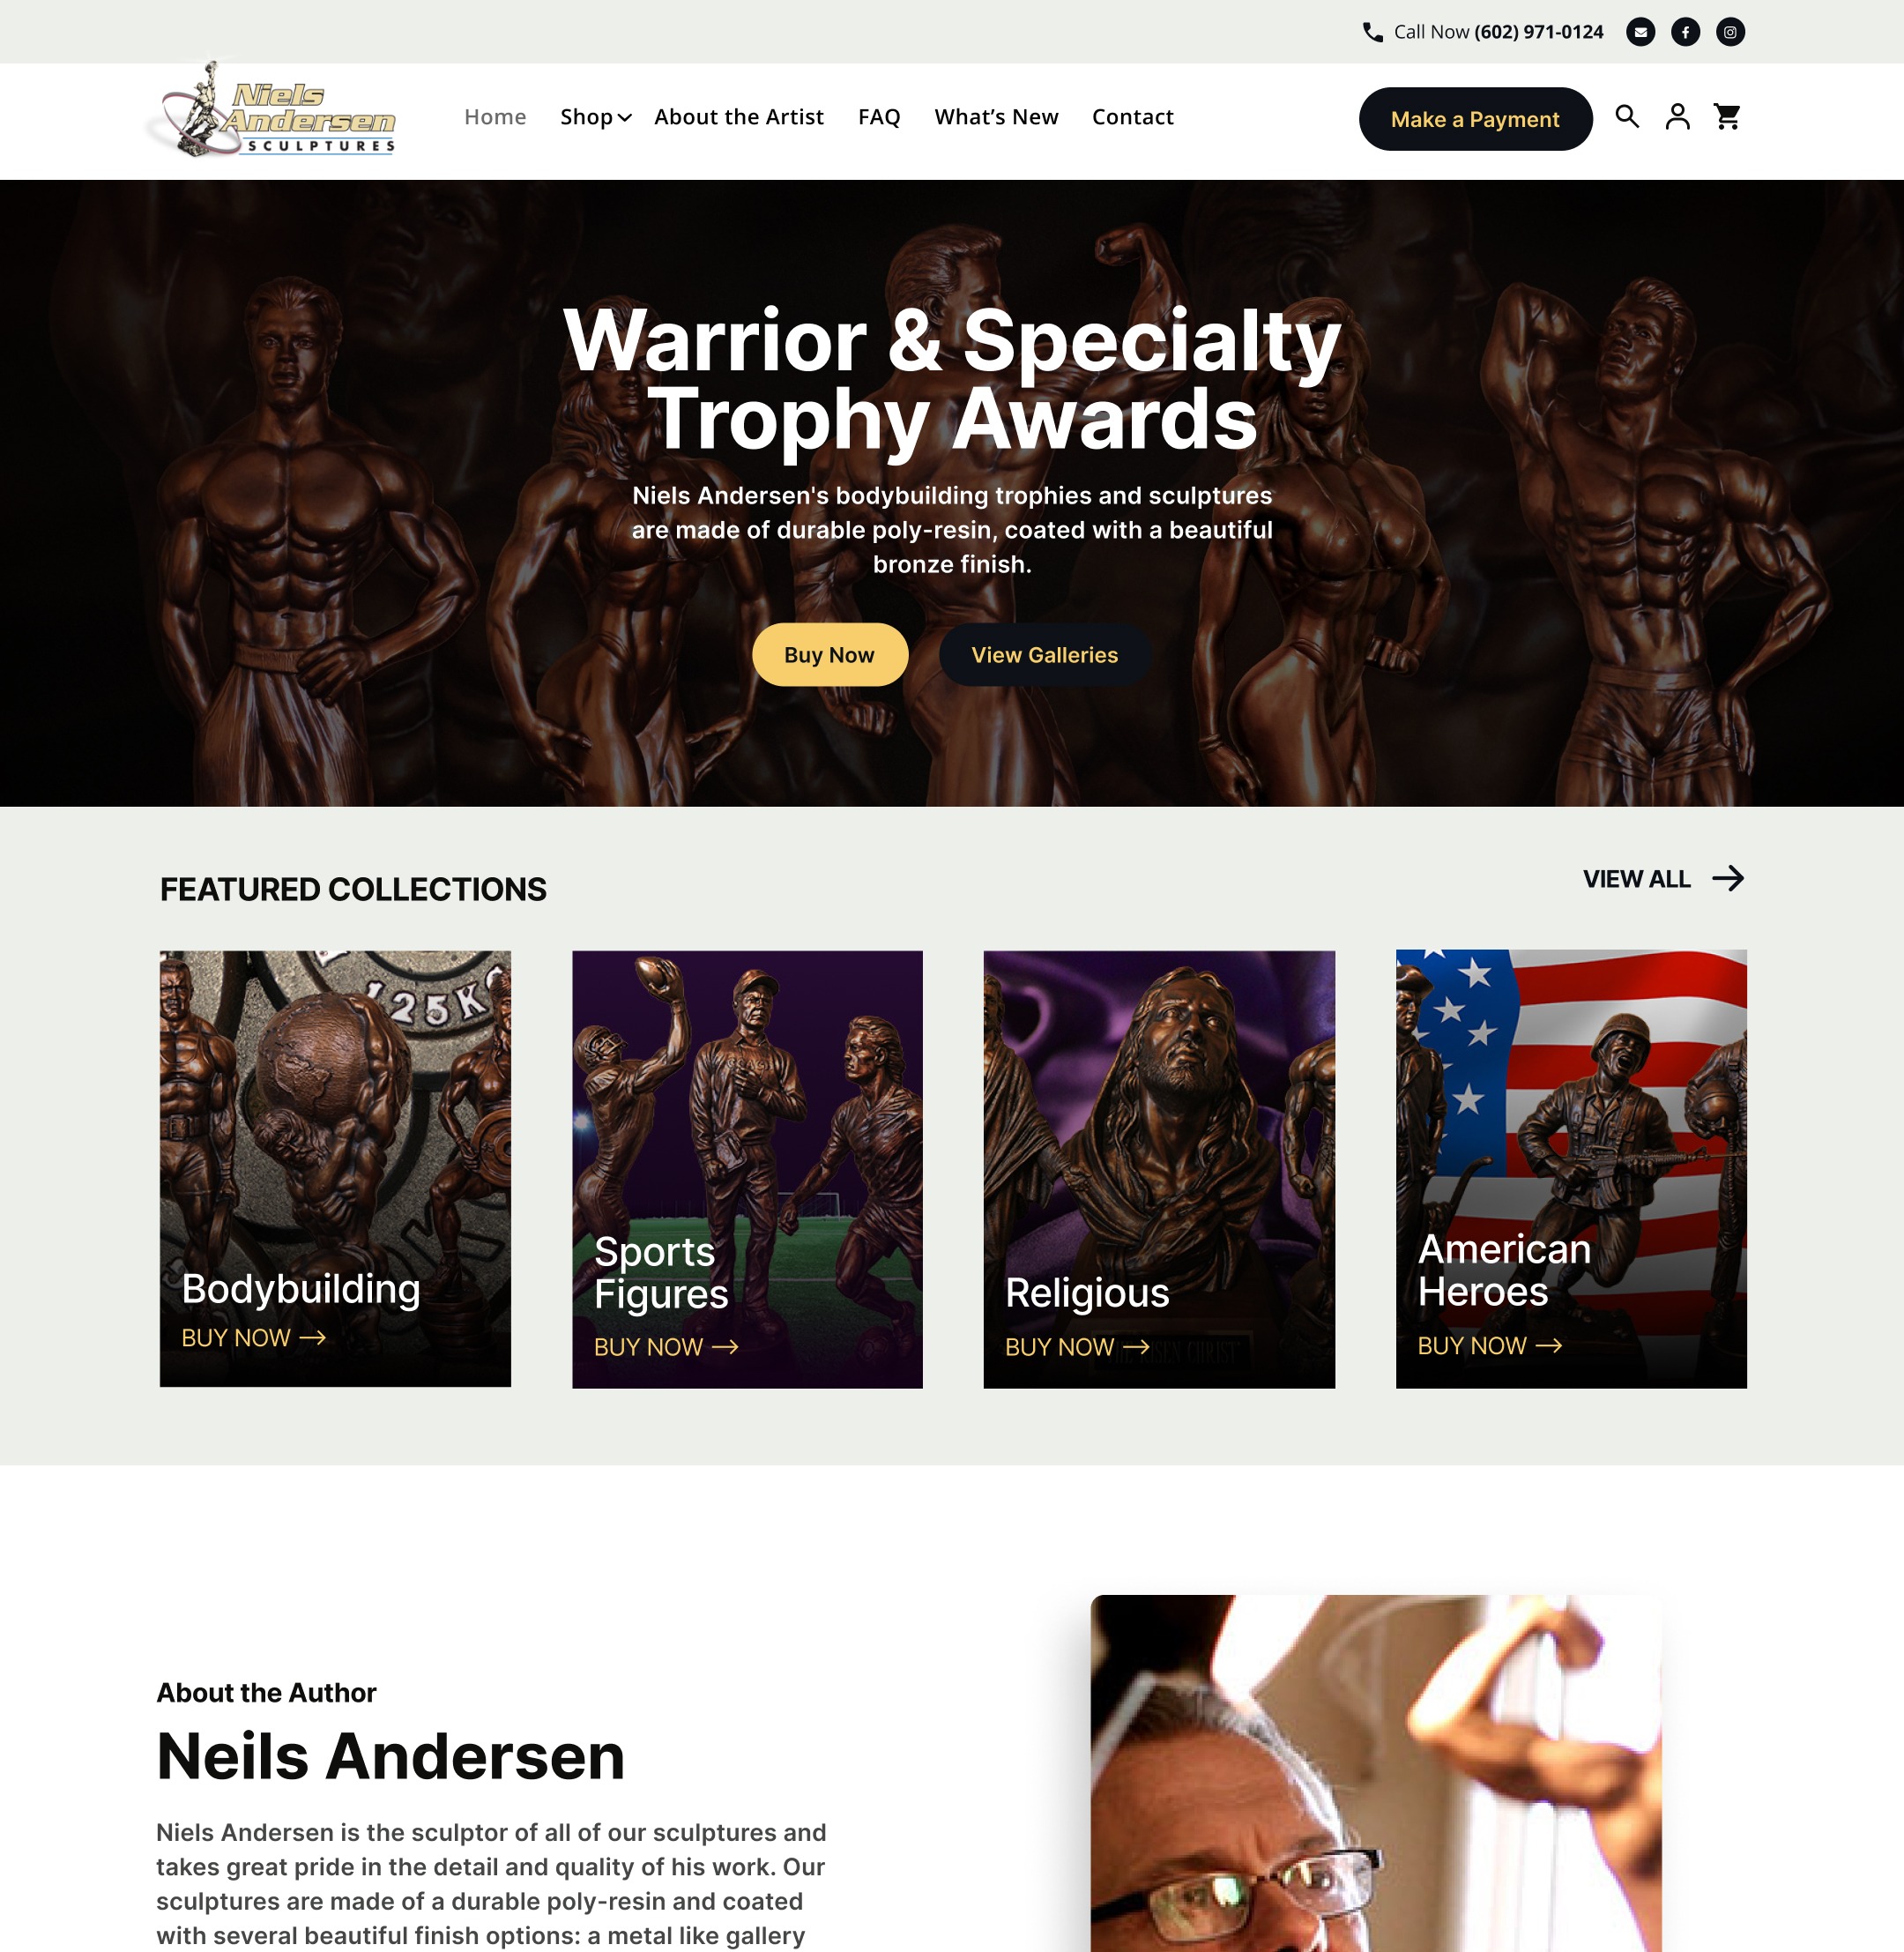 Call Now (602) 971-0124
Niels
Andersen
SCULPTURES
Home Shop About the Artist FAQ What’s New Contact
Make a Payment
Warrior & Specialty
Trophy Awards
Niels Andersen's bodybuilding trophies and sculptures
are made of durable poly-resin, coated with a beautiful
bronze finish.
Buy Now View Galleries
FEATURED COLLECTIONS
VIEW ALL
125K
Bodybuilding
BUY NOW
Sports
Figures
BUY NOW
Religious
BUY NOW
American
Heroes
BUY NOW
About the Author
Neils Andersen
Niels Andersen is the sculptor of all of our sculptures and
takes great pride in the detail and quality of his work. Our
sculptures are made of a durable poly-resin and coated
with several beautiful finish options: a metal like gallery